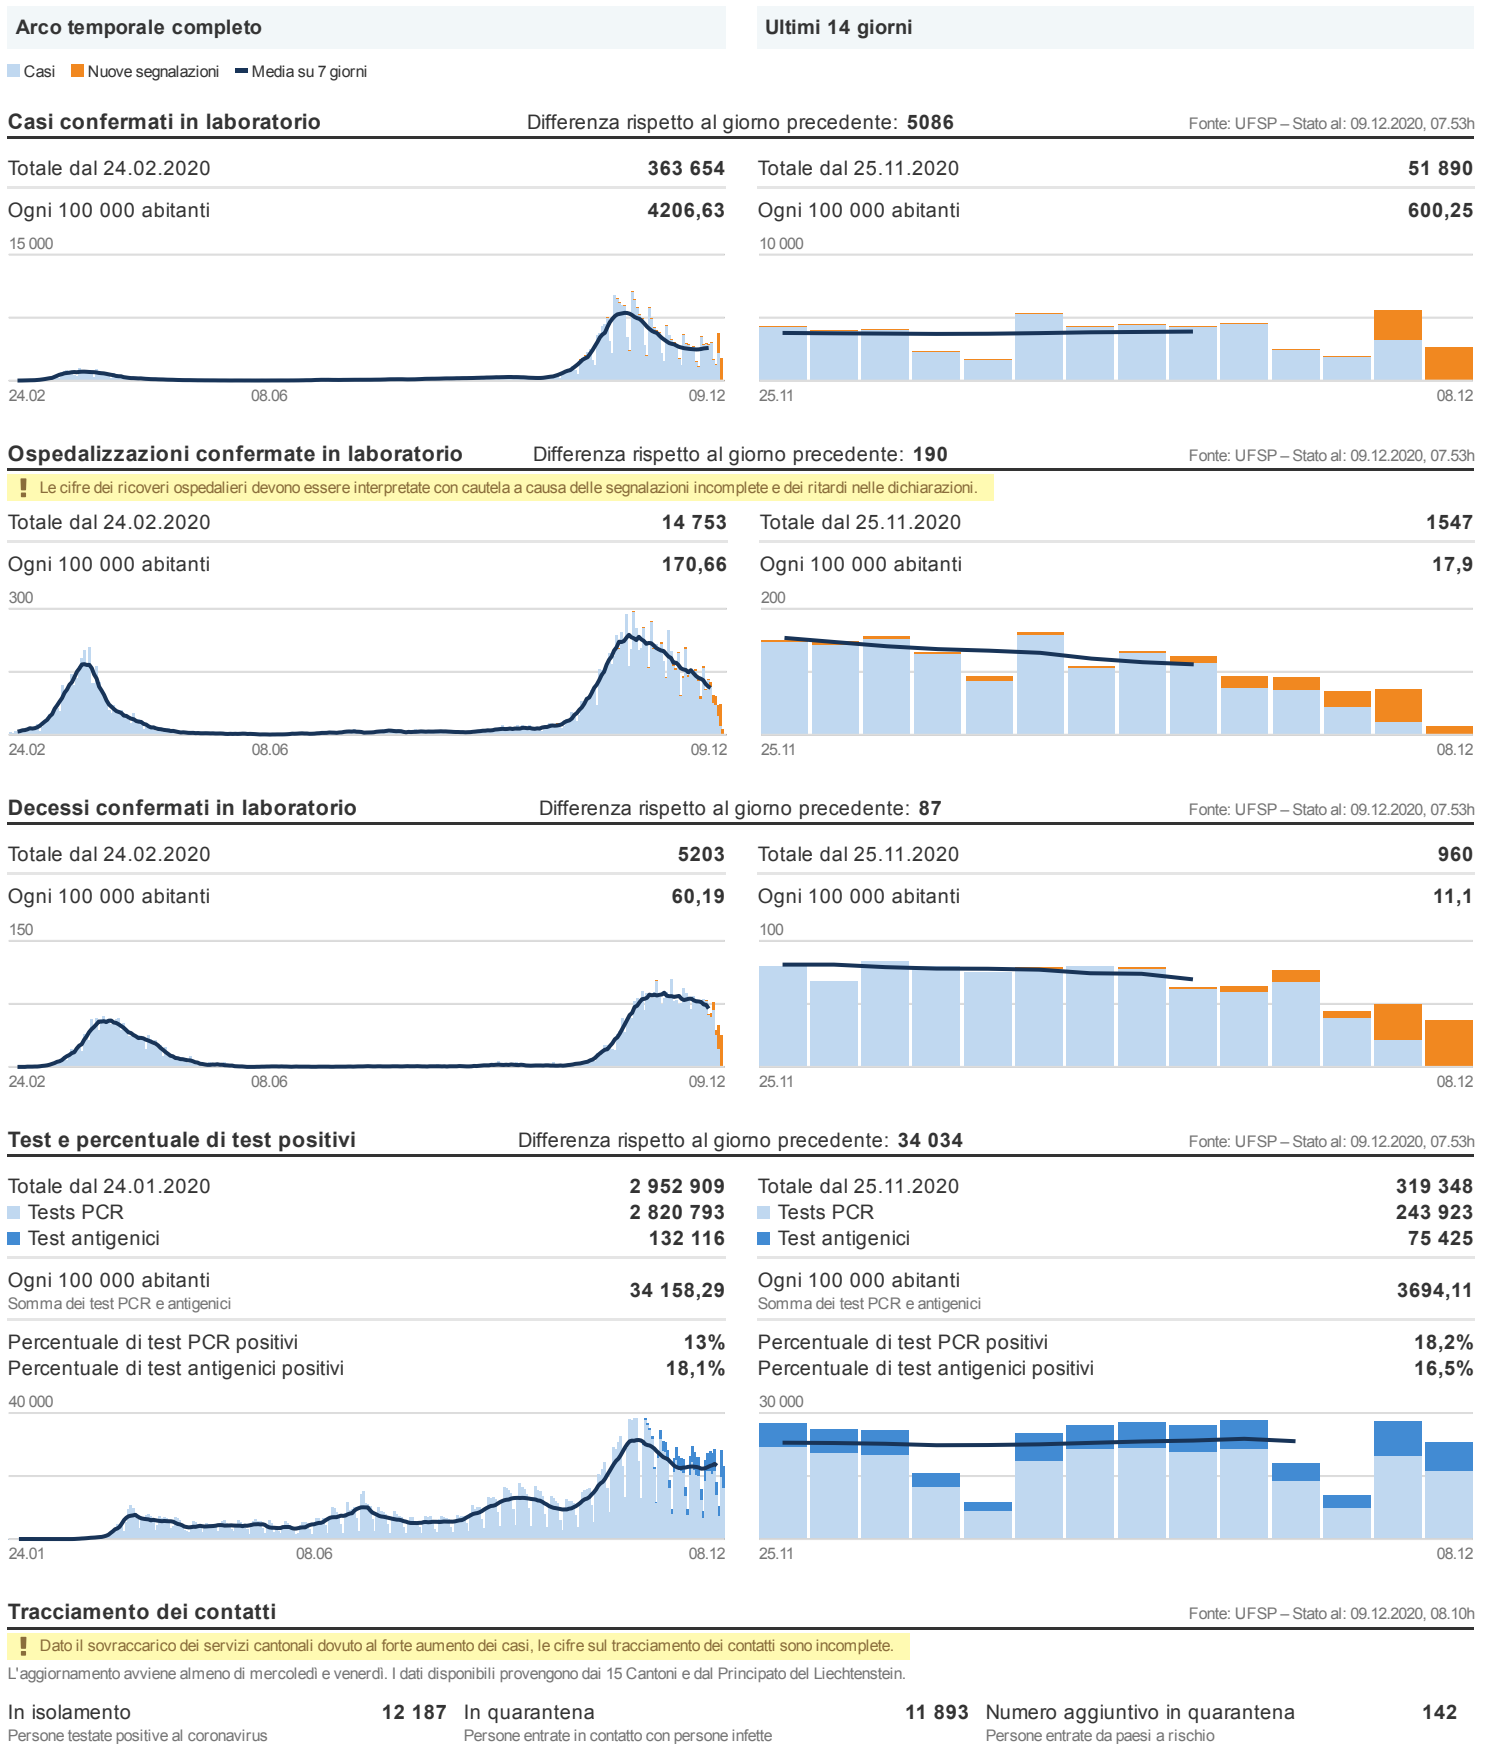 Arco temporale completo
Ultimi 14 giorni
Casi Nuove segnalazioni Media su 7 giorni
Casi confermati in laboratorio Differenza rispetto al giorno precedente: 5086 Fonte: UFSP – Stato al: 09.12.2020, 07.53h
Totale dal 24.02.2020 363 654
Ogni 100 000 abitanti 4206,63
15 000
24.02 08.06 09.12
Totale dal 25.11.2020 51 890
Ogni 100 000 abitanti 600,25
10 000
25.11 08.12
Ospedalizzazioni confermate in laboratorio Differenza rispetto al giorno precedente: 190 Fonte: UFSP – Stato al: 09.12.2020, 07.53h
! Le cifre dei ricoveri ospedalieri devono essere interpretate con cautela a causa delle segnalazioni incomplete e dei ritardi nelle dichiarazioni.
Totale dal 24.02.2020 14 753
Ogni 100 000 abitanti 170,66
300
24.02 08.06 09.12
Totale dal 25.11.2020 1547
Ogni 100 000 abitanti 17,9
200
25.11 08.12
Decessi confermati in laboratorio Differenza rispetto al giorno precedente: 87 Fonte: UFSP – Stato al: 09.12.2020, 07.53h
Totale dal 24.02.2020 5203
Ogni 100 000 abitanti 60,19
150
24.02 08.06 09.12
Totale dal 25.11.2020 960
Ogni 100 000 abitanti 11,1
100
25.11 08.12
Test e percentuale di test positivi Differenza rispetto al giorno precedente: 34 034 Fonte: UFSP – Stato al: 09.12.2020, 07.53h
Totale dal 24.01.2020 2 952 909
Tests PCR 2 820 793
Test antigenici 132 116
Ogni 100 000 abitanti 34 158,29
Somma dei test PCR e antigenici
Percentuale di test PCR positivi 13%
Percentuale di test antigenici positivi 18,1%
40 000
24.01 08.06 08.12
Totale dal 25.11.2020 319 348
Tests PCR 243 923
Test antigenici 75 425
Ogni 100 000 abitanti 3694,11
Somma dei test PCR e antigenici
Percentuale di test PCR positivi 18,2%
Percentuale di test antigenici positivi 16,5%
30 000
25.11 08.12
Tracciamento dei contatti Fonte: UFSP – Stato al: 09.12.2020, 08.10h
! Dato il sovraccarico dei servizi cantonali dovuto al forte aumento dei casi, le cifre sul tracciamento dei contatti sono incomplete.
L'aggiornamento avviene almeno di mercoledì e venerdì. I dati disponibili provengono dai 15 Cantoni e dal Principato del Liechtenstein.
In isolamento 12 187
Persone testate positive al coronavirus
In quarantena 11 893
Persone entrate in contatto con persone infette
Numero aggiuntivo in quarantena 142
Persone entrate da paesi a rischio